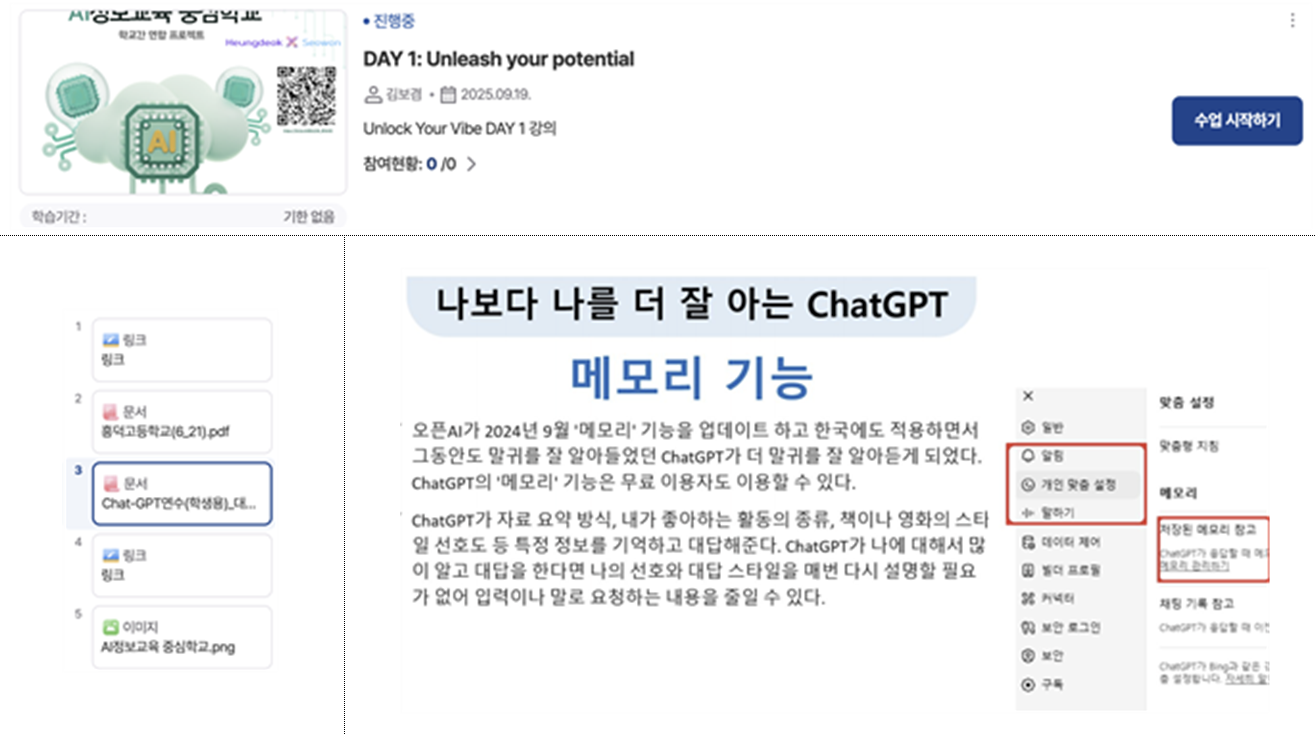 AI정보교육 중심학교
학교간 연합 프로젝트
Heungdeok X Seowon
AI
학습기간 :
기한 없음
진행중
DAY 1: Unleash your potential
김보겸 • 2025.09.19.
Unlock Your Vibe DAY 1 강의
참여현황: 0 /0
수업 시작하기
1
링크
링크
2
문서
흥덕고등학교(6_21).pdf
3
문서
Chat-GPT연수(학생용)_대...
4
링크
링크
5
이미지
AI정보교육 중심학교.png
나보다 나를 더 잘 아는 ChatGPT
메모리 기능
오픈AI가 2024년 9월 '메모리' 기능을 업데이트 하고 한국에도 적용하면서
그동안도 말귀를 잘 알아들었던 ChatGPT가 더 말귀를 잘 알아듣게 되었다.
ChatGPT의 '메모리' 기능은 무료 이용자도 이용할 수 있다.
ChatGPT가 자료 요약 방식, 내가 좋아하는 활동의 종류, 책이나 영화의 스타
일 선호도 등 특정 정보를 기억하고 대답해준다. ChatGPT가 나에 대해서 많
이 알고 대답을 한다면 나의 선호와 대답 스타일을 매번 다시 설명할 필요
가 없어 입력이나 말로 요청하는 내용을 줄일 수 있다.
일반
알림
개인 맞춤 설정
말하기
데이터 제어
빌더 프로필
커넥터
보안 로그인
보안
구독
맞춤 설정
맞춤형 지침
메모리
저장된 메모리 참고
ChatGPT가 응답할 때 메모
메모리 관리하기
채팅 기록 참고
ChatGPT가 응답할 때 이전
ChatGPT가 Bing과 같은 검
춤 설정합니다. 자세히 알